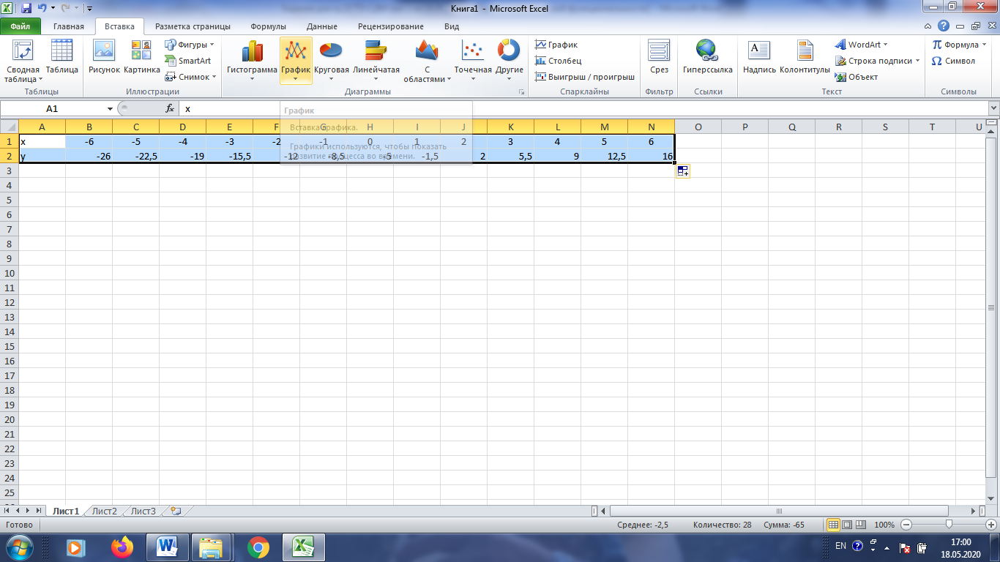 Книга1 - Microsoft Excel
Файл Главная Вставка Разметка страницы Формулы Данные Рецензирование Вид
Сводная таблица Таблица Рисунок Картинка Фигуры SmartArt Снимок Гистограмма График Круговая Линейчатая С областями Точечная Другие График Столбец Выигрыш / проигрыш Срез Гиперссылка Надпись Колонтитулы WordArt Строка подписи Объект Формула Символ
Таблицы Иллюстрации Диаграммы Спарклайны Фильтр Ссылки Текст Символы
A1 fx x
График
Вставка графика.
Графики используются, чтобы показать
развитие процесса во времени.
A B C D E F G H I J K L M N O P Q R S T U
1 x -6 -5 -4 -3 -2 -1 0 1 2 3 4 5 6
2 y -26 -22,5 -19 -15,5 -12 -8,5 -5 -1,5 2 5,5 9 12,5 16
3
4
5
6
7
8
9
10
11
12
13
14
15
16
17
18
19
20
21
22
23
24
25
Лист1 Лист2 Лист3
Готово Среднее: -2,5 Количество: 28 Сумма: -65 100%
EN 17:00
18.05.2020